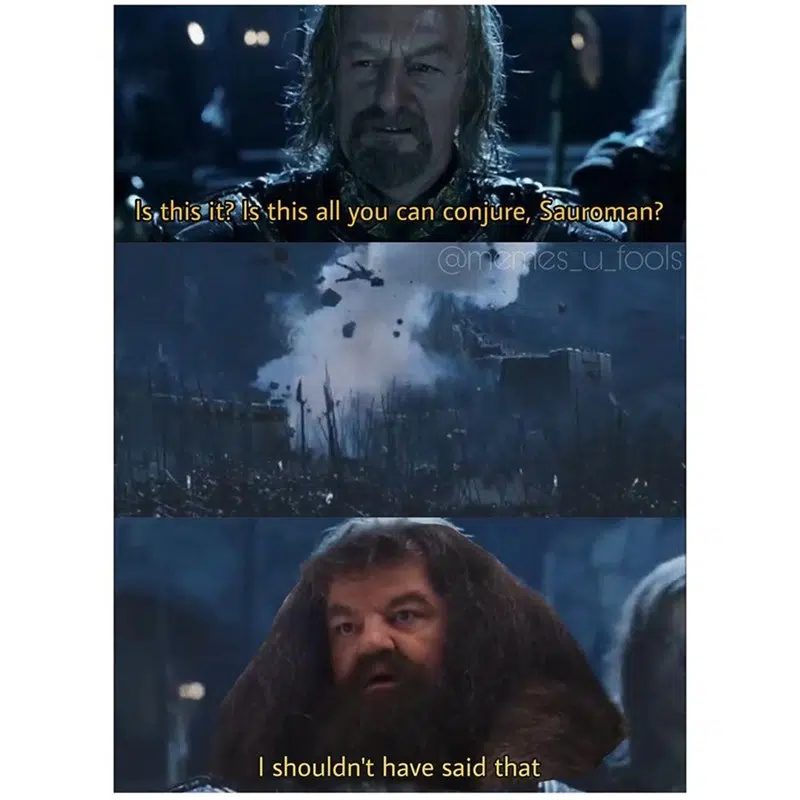 Is this it? Is this all you can conjure, Sauroman?
@memes_u_fools
I shouldn't have said that